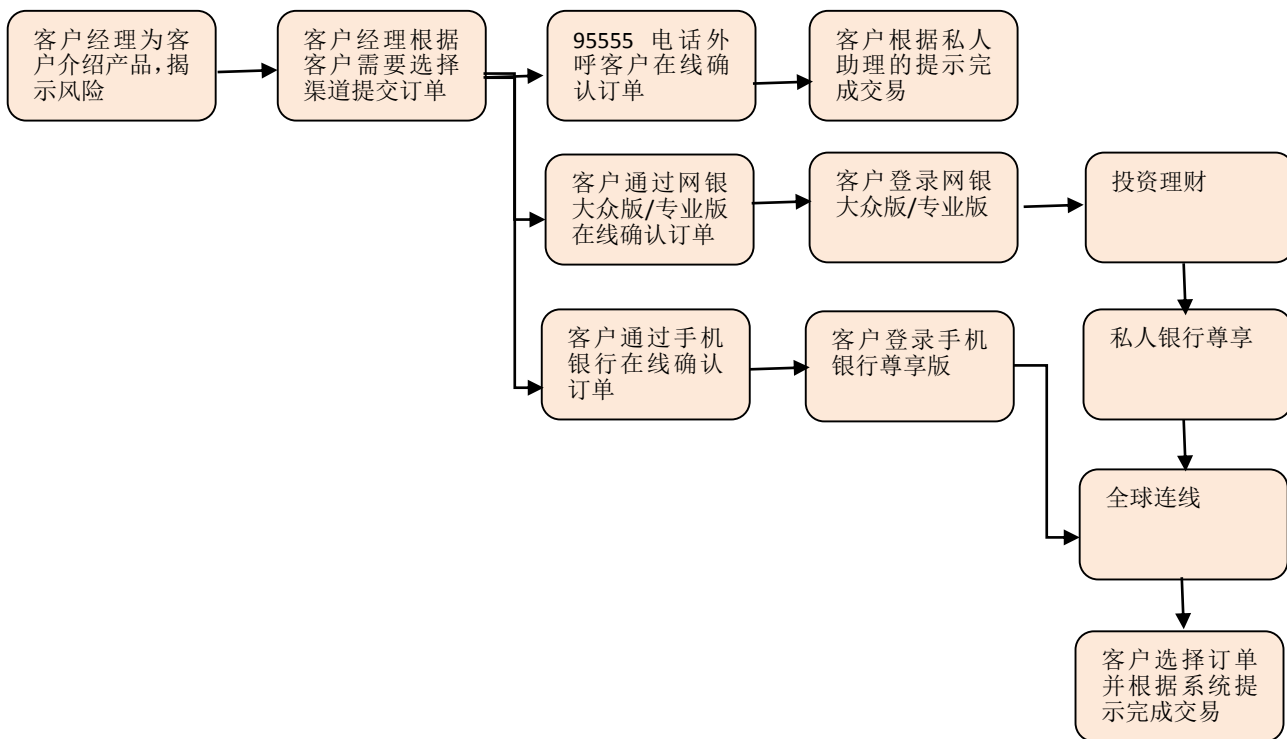 客户经理为客
户介绍产品，揭
示风险
客户经理根据
客户需要选择
渠道提交订单
95555 电话外
呼客户在线确
认订单
客户根据私人
助理的提示完
成交易
客户通过网银
大众版/专业版
在线确认订单
客户登录网银
大众版/专业版
投资理财
客户通过手机
银行在线确认
订单
客户登录手机
银行尊享版
私人银行尊享
全球连线
客户选择订单
并根据系统提
示完成交易